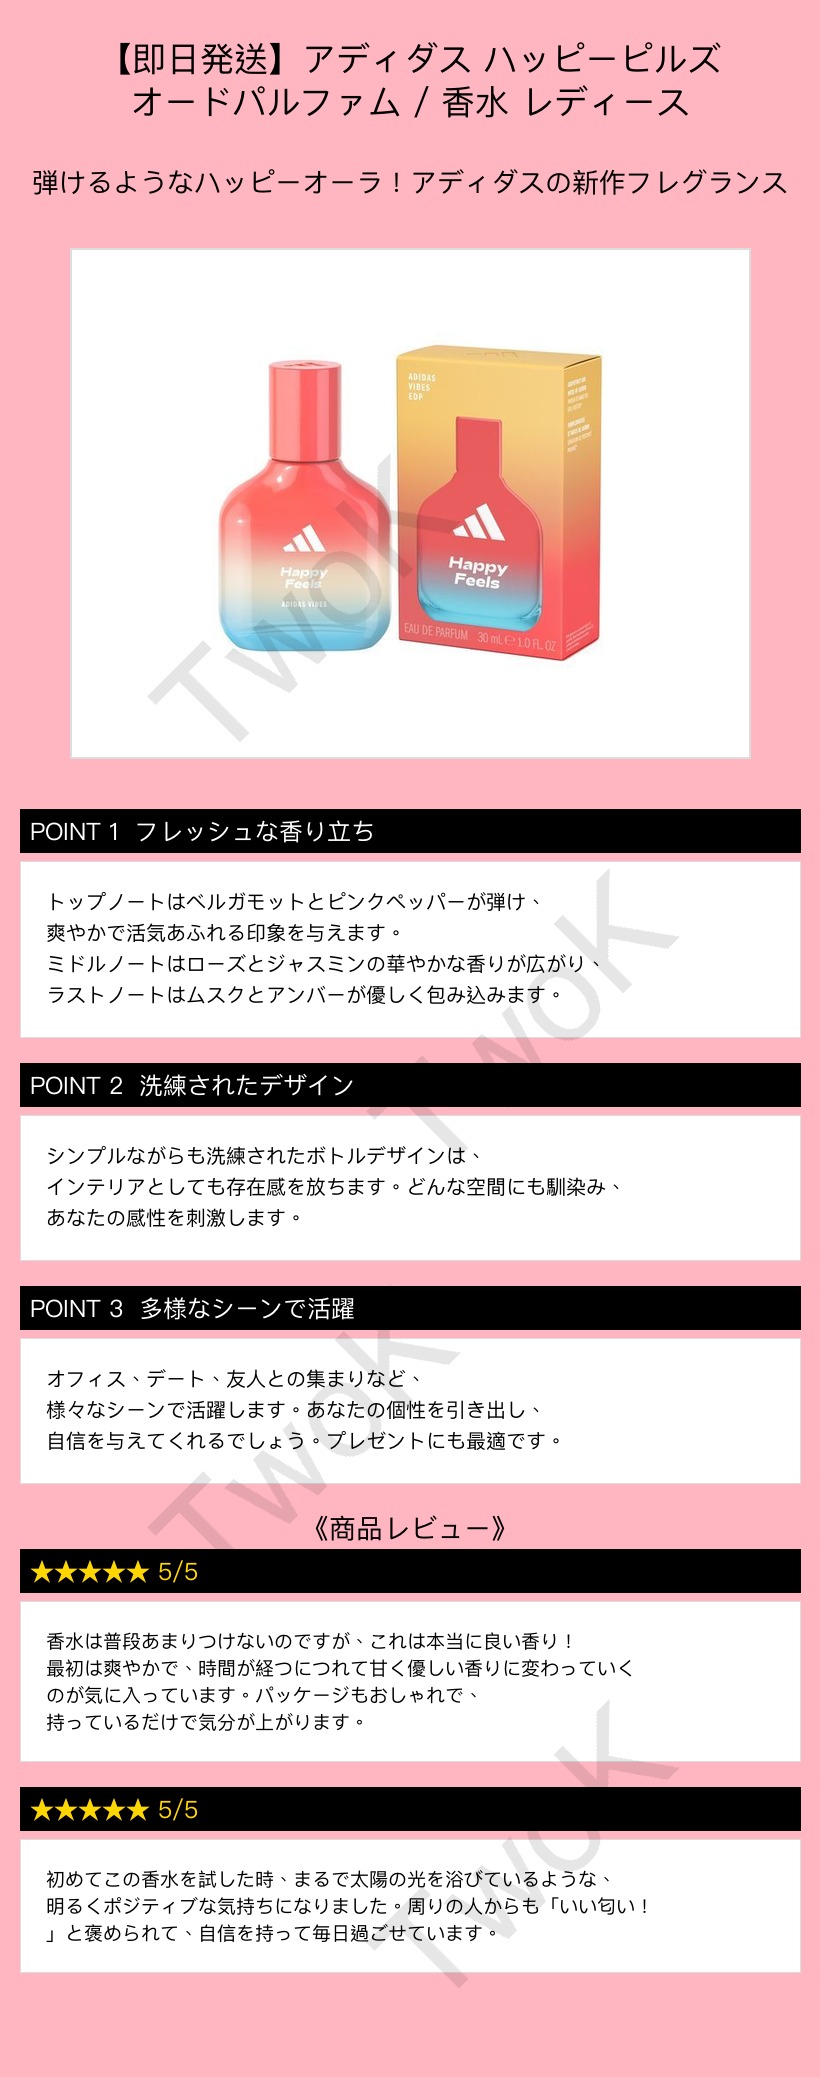 【即日発送】アディダス ハッピーピルズ
オードパルファム / 香水 レディース
弾けるようなハッピーオーラ！アディダスの新作フレグランス
ADIDAS
VIBES
EDP
Happy
Feels
ADIDAS VIBES
Happy
Feels
EAU DE PARFUM 30 mL ℮ 1.0 FL. OZ
TwoK
POINT 1 フレッシュな香り立ち
トップノートはベルガモットとピンクペッパーが弾け、
爽やかで活気あふれる印象を与えます。
ミドルノートはローズとジャスミンの華やかな香りが広がり、
ラストノートはムスクとアンバーが優しく包み込みます。
TwoK
POINT 2 洗練されたデザイン
シンプルながらも洗練されたボトルデザインは、
インテリアとしても存在感を放ちます。どんな空間にも馴染み、
あなたの感性を刺激します。
POINT 3 多様なシーンで活躍
オフィス、デート、友人との集まりなど、
様々なシーンで活躍します。あなたの個性を引き出し、
自信を与えてくれるでしょう。プレゼントにも最適です。
TwoK
《商品レビュー》
★★★★★ 5/5
香水は普段あまりつけないのですが、これは本当に良い香り！
最初は爽やかで、時間が経つにつれて甘く優しい香りに変わっていく
のが気に入っています。パッケージもおしゃれで、
持っているだけで気分が上がります。
★★★★★ 5/5
初めてこの香水を試した時、まるで太陽の光を浴びているような、
明るくポジティブな気持ちになりました。周りの人からも「いい匂い！
」と褒められて、自信を持って毎日過ごせています。
TwoK